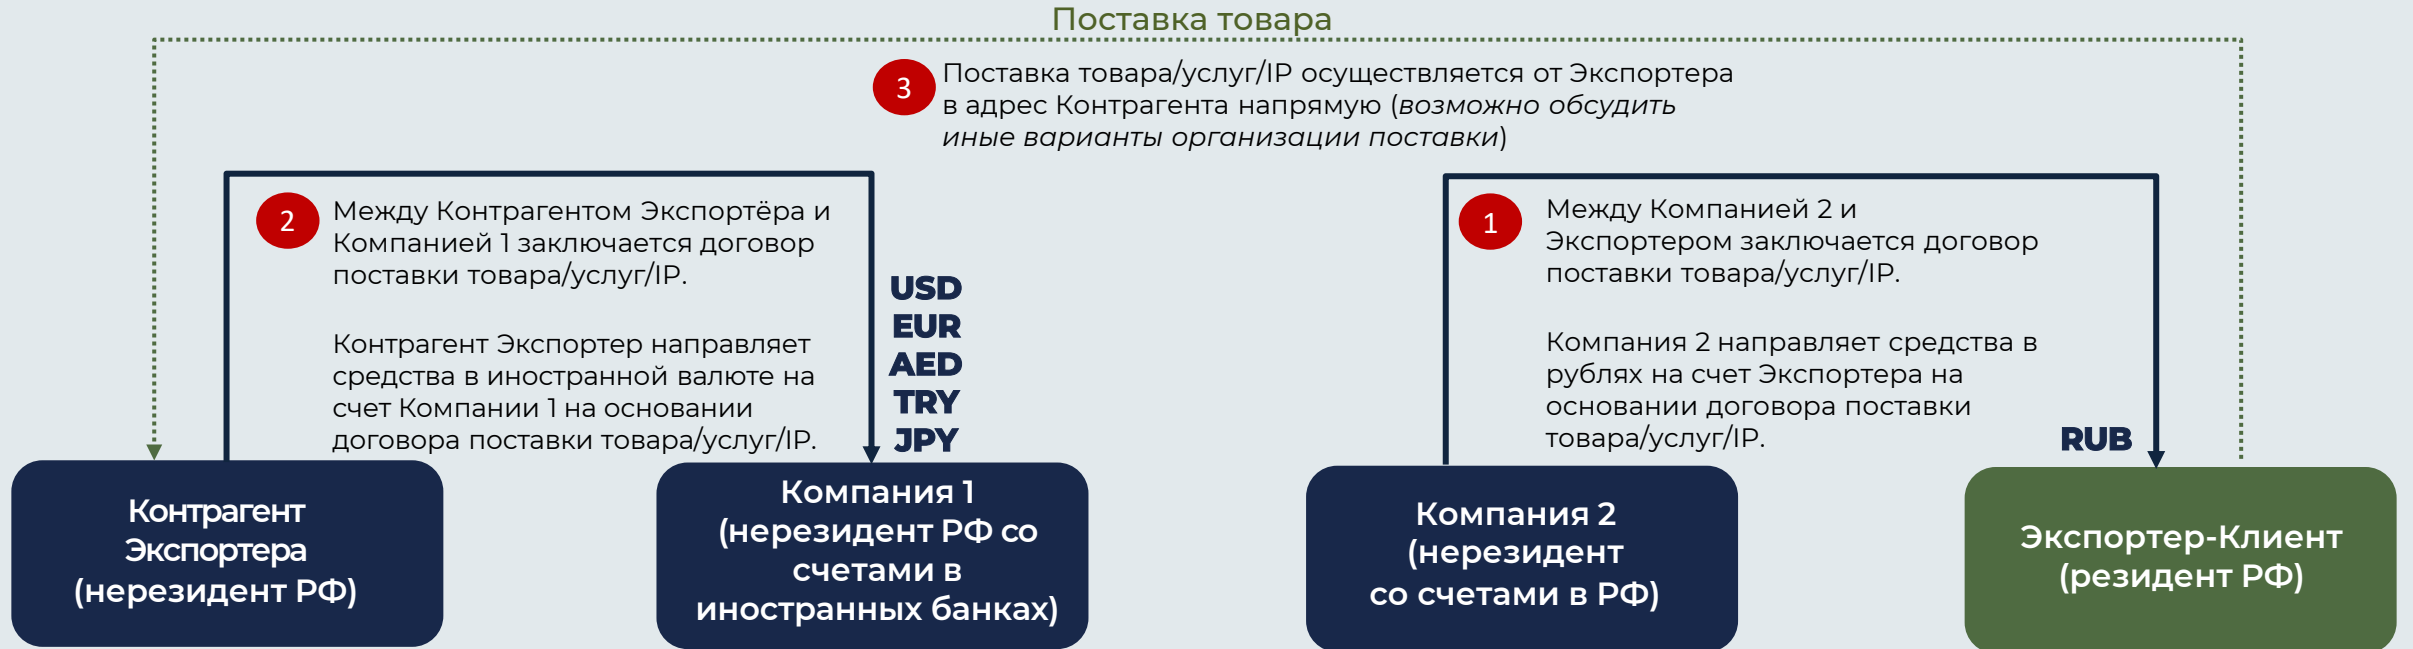 Поставка товара
3
Поставка товара/услуг/IP осуществляется от Экспортера
в адрес Контрагента напрямую (возможно обсудить
иные варианты организации поставки)
2
Между Контрагентом Экспортёра и
Компанией 1 заключается договор
поставки товара/услуг/IP.
Контрагент Экспортер направляет
средства в иностранной валюте на
счет Компании 1 на основании
договора поставки товара/услуг/IP.
USD
EUR
AED
TRY
JPY
1
Между Компанией 2 и
Экспортером заключается договор
поставки товара/услуг/IP.
Компания 2 направляет средства в
рублях на счет Экспортера на
основании договора поставки
товара/услуг/IP.
RUB
Контрагент
Экспортера
(нерезидент РФ)
Компания 1
(нерезидент РФ со
счетами в
иностранных банках)
Компания 2
(нерезидент
со счетами в РФ)
Экспортер-Клиент
(резидент РФ)